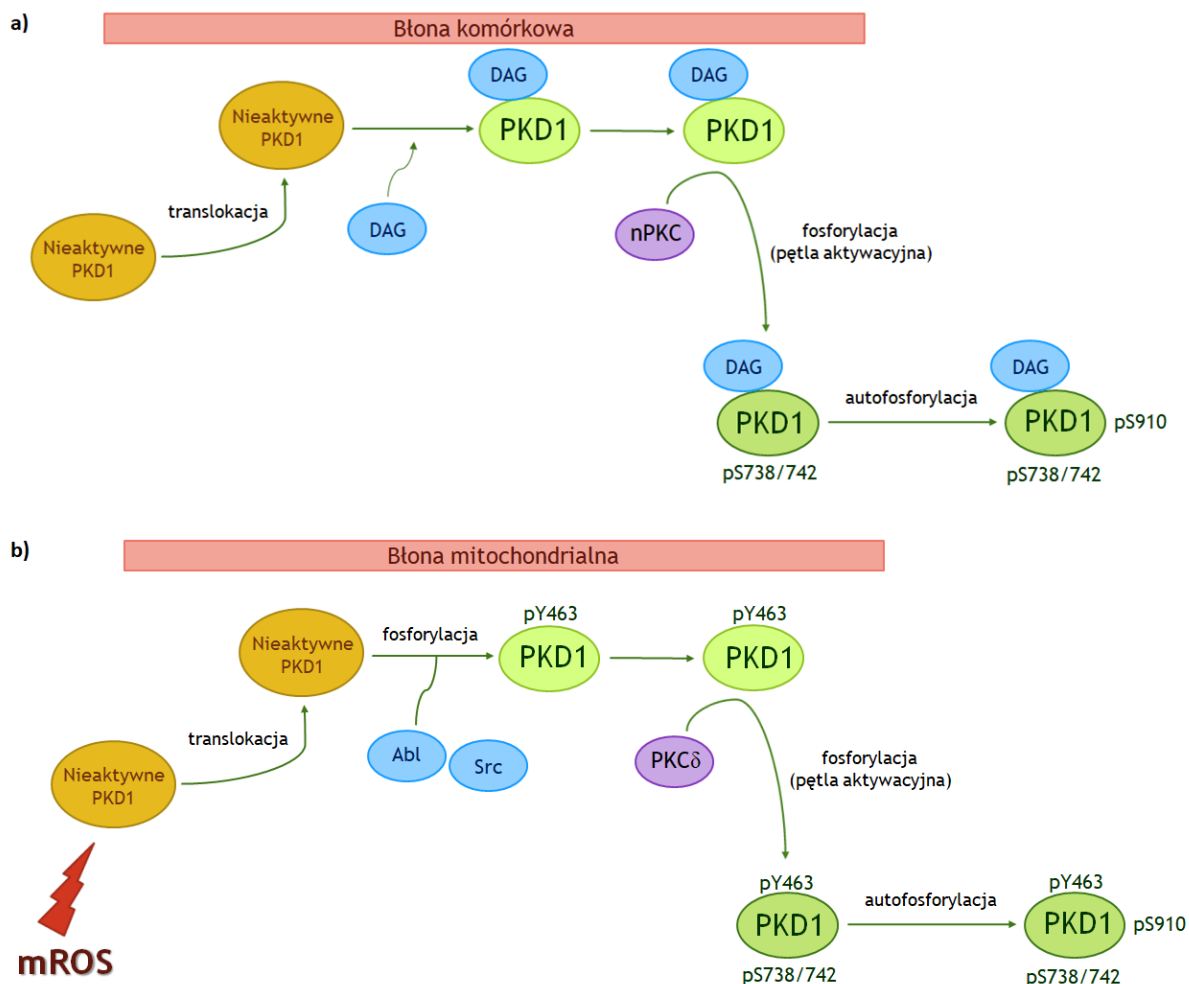 a)
Błona komórkowa
DAG
DAG
Nieaktywne
PKD1
PKD1
PKD1
translokacja
DAG
nPKC
Nieaktywne
PKD1
fosforylacja
(pętla aktywacyjna)
DAG
DAG
autofosforylacja
PKD1
PKD1
pS910
pS738/742
pS738/742
b)
Błona mitochondrialna
pY463
pY463
Nieaktywne
PKD1
fosforylacja
PKD1
PKD1
translokacja
Abl
Src
PKCδ
Nieaktywne
PKD1
fosforylacja
(pętla aktywacyjna)
pY463
pY463
autofosforylacja
PKD1
PKD1
pS910
mROS
pS738/742
pS738/742